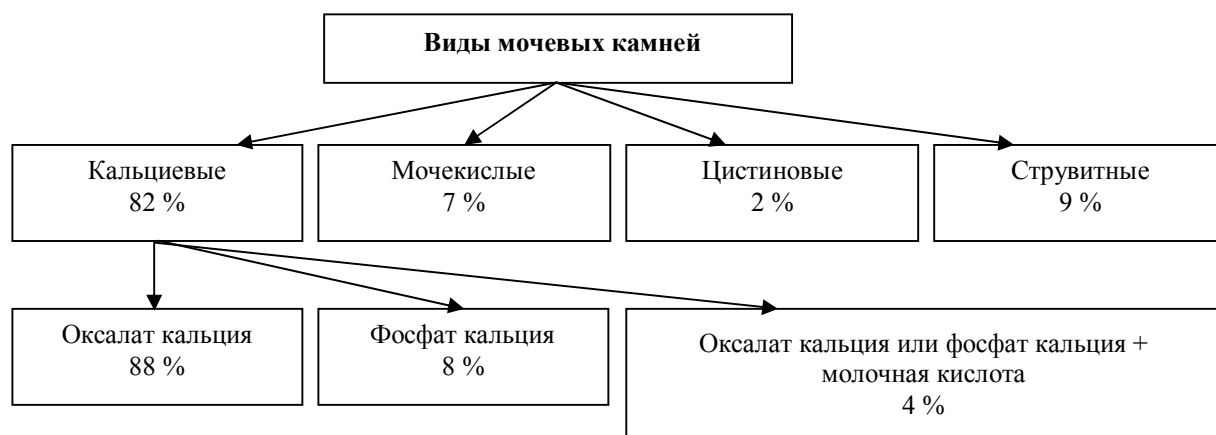 Виды мочевых камней
Кальциевые
82 %
Мочекислые
7 %
Цистиновые
2 %
Струвитные
9 %
Оксалат кальция
88 %
Фосфат кальция
8 %
Оксалат кальция или фосфат кальция +
молочная кислота
4 %